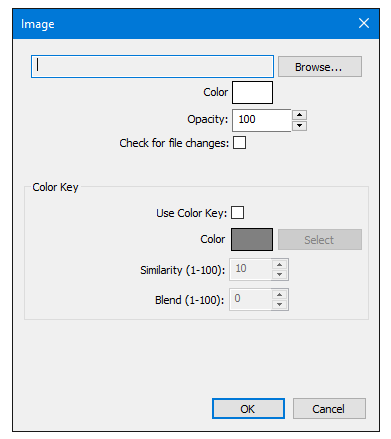 Image
Browse...
Color
Opacity: 100
Check for file changes:
Color Key
Use Color Key:
Color Select
Similarity (1-100): 10
Blend (1-100): 0
OK Cancel